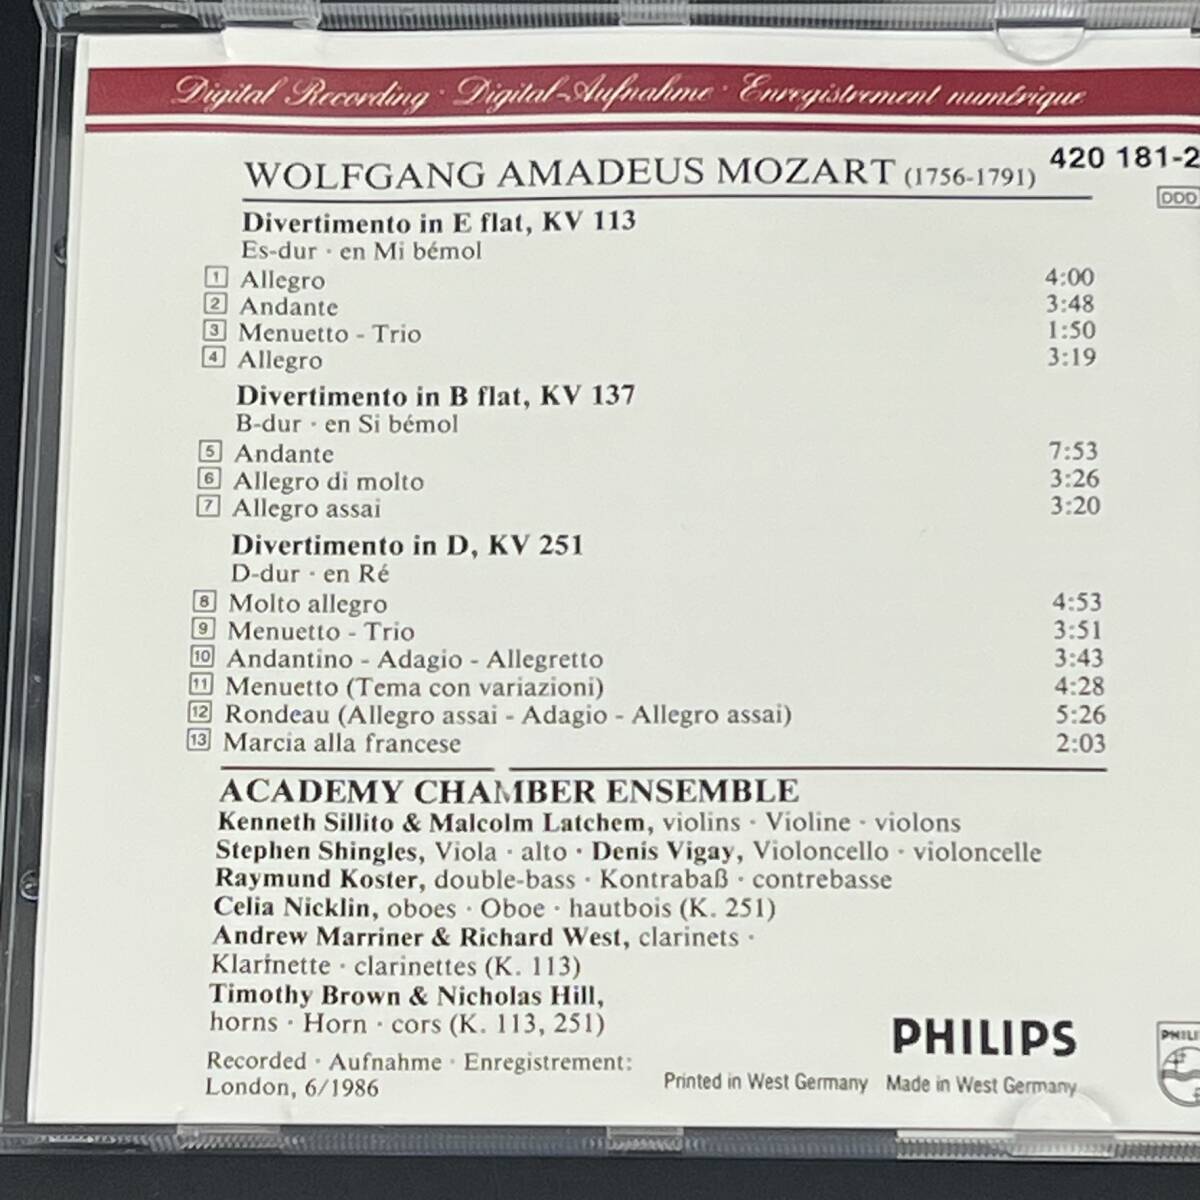 Digital Recording · Digital-Aufnahme · Enregistrement numérique
WOLFGANG AMADEUS MOZART (1756-1791)
420 181-2
DDD
Divertimento in E flat, KV 113
Es-dur · en Mi bémol
1 Allegro 4:00
2 Andante 3:48
3 Menuetto - Trio 1:50
4 Allegro 3:19
Divertimento in B flat, KV 137
B-dur · en Si bémol
5 Andante 7:53
6 Allegro di molto 3:26
7 Allegro assai 3:20
Divertimento in D, KV 251
D-dur · en Ré
8 Molto allegro 4:53
9 Menuetto - Trio 3:51
10 Andantino - Adagio - Allegretto 3:43
11 Menuetto (Tema con variazioni) 4:28
12 Rondeau (Allegro assai - Adagio - Allegro assai) 5:26
13 Marcia alla francese 2:03
ACADEMY CHAMBER ENSEMBLE
Kenneth Sillito & Malcolm Latchem, violins · Violine · violons
Stephen Shingles, Viola · alto · Denis Vigay, Violoncello · violoncelle
Raymund Koster, double-bass · Kontrabaß · contrebasse
Celia Nicklin, oboes · Oboe · hautbois (K. 251)
Andrew Marriner & Richard West, clarinets ·
Klarinette · clarinettes (K. 113)
Timothy Brown & Nicholas Hill,
horns · Horn · cors (K. 113, 251)
Recorded · Aufnahme · Enregistrement:
London, 6/1986
PHILIPS
Printed in West Germany Made in West Germany
PHILI